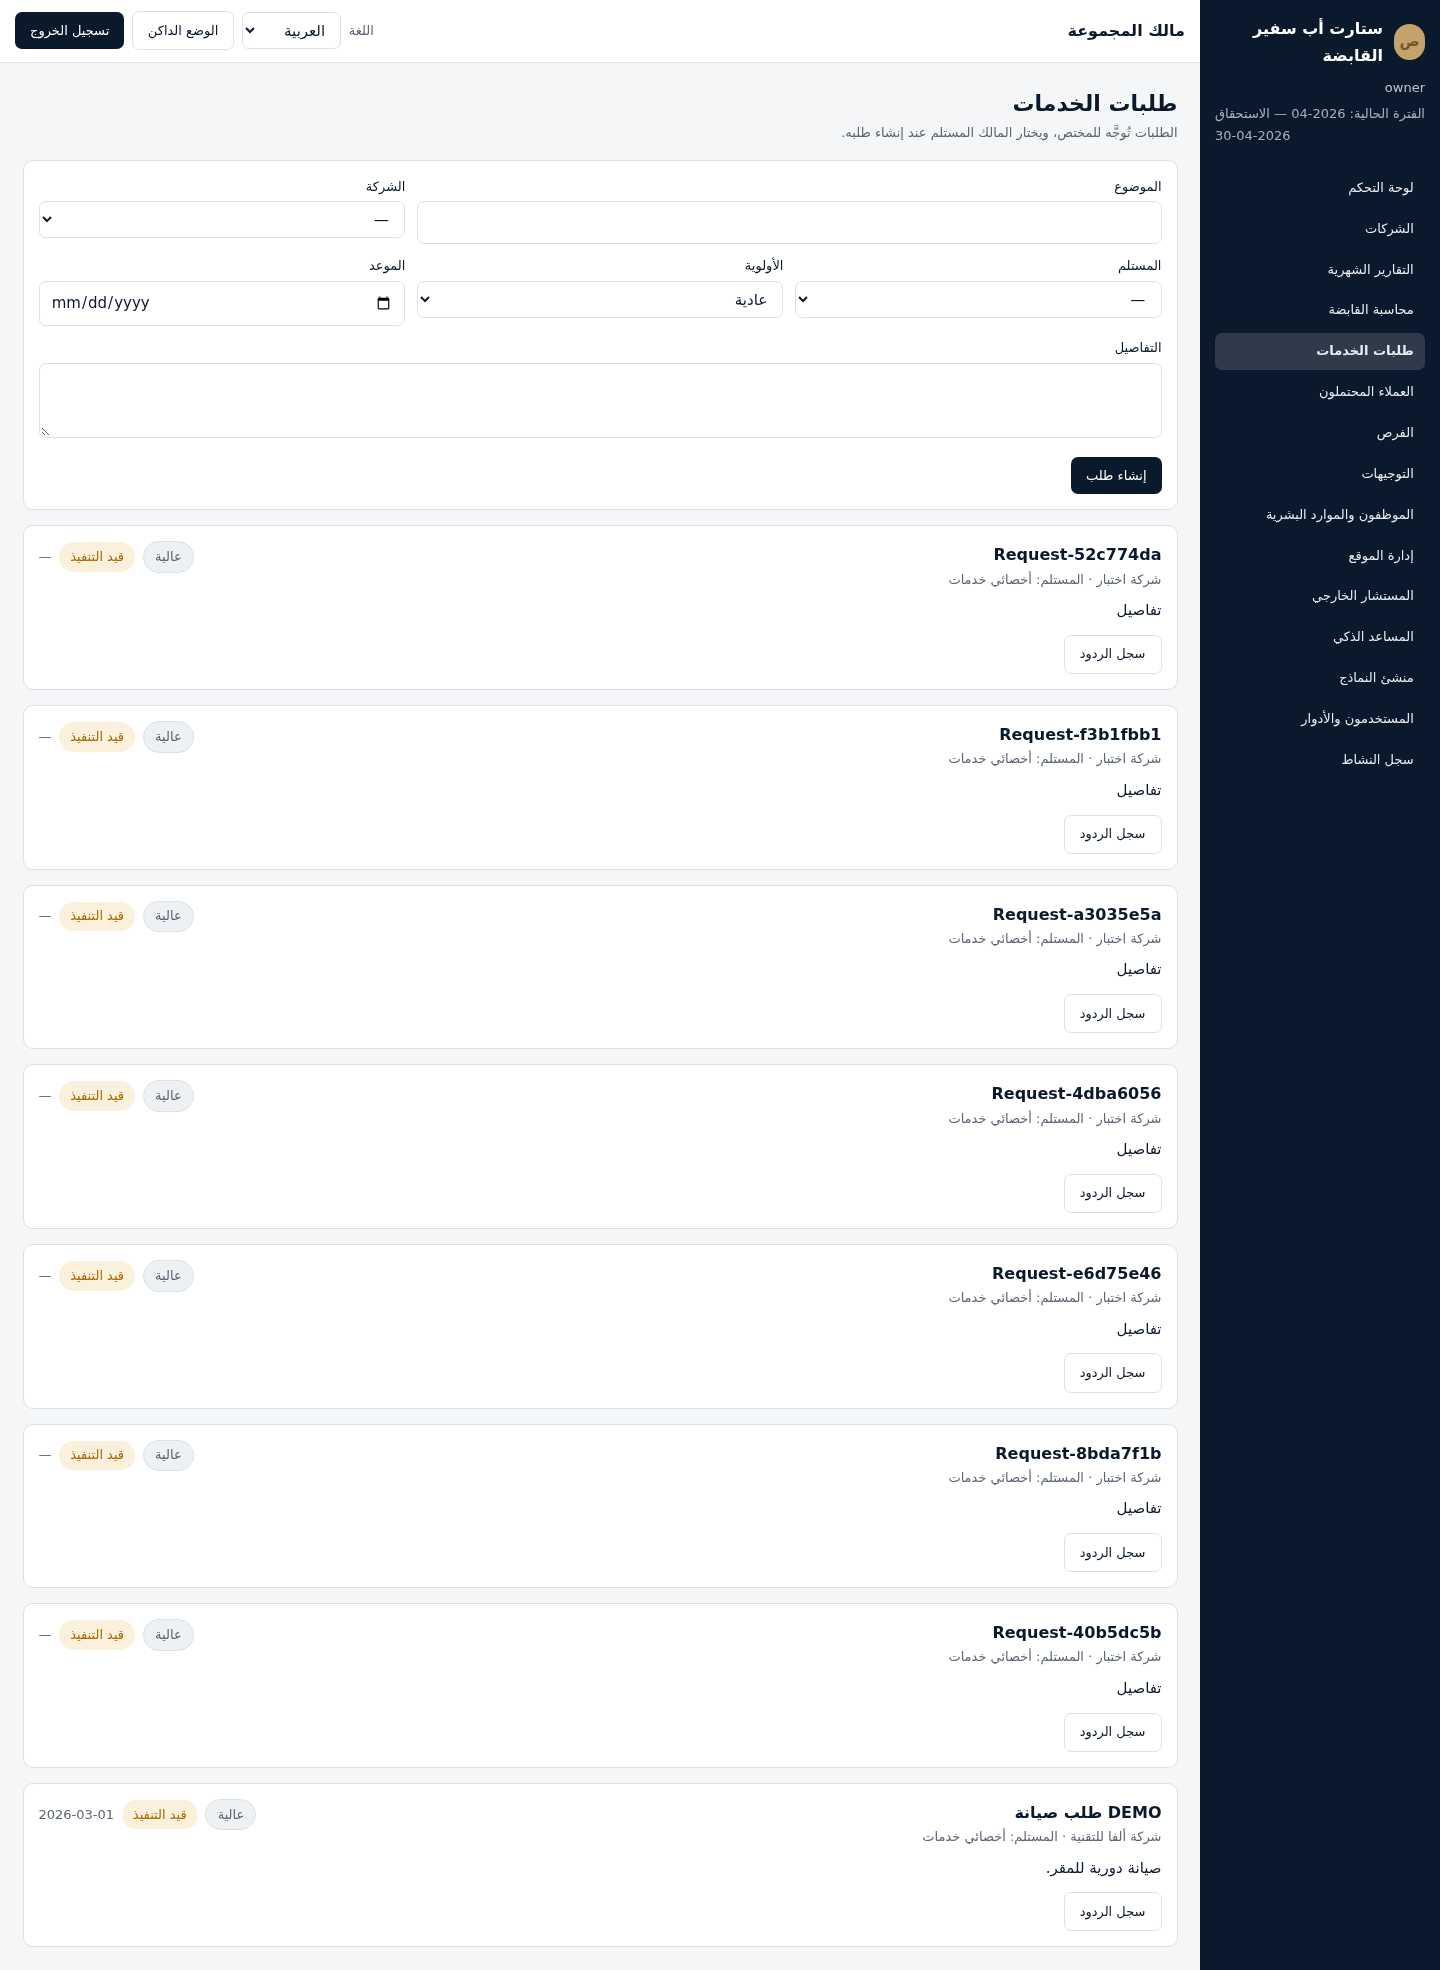 ص
ستارت أب سفير
القابضة
owner
الفترة الحالية: 2026-04 — الاستحقاق
30-04-2026
لوحة التحكم
الشركات
التقارير الشهرية
محاسبة القابضة
طلبات الخدمات
العملاء المحتملون
الفرص
التوجيهات
الموظفون والموارد البشرية
إدارة الموقع
المستشار الخارجي
المساعد الذكي
منشئ النماذج
المستخدمون والأدوار
سجل النشاط
مالك المجموعة
اللغة العربية الوضع الداكن تسجيل الخروج
طلبات الخدمات
الطلبات تُوجَّه للمختص، ويختار المالك المستلم عند إنشاء طلبه.
الموضوع الشركة
—
المستلم الأولوية الموعد
— عادية mm/dd/yyyy
التفاصيل
إنشاء طلب
Request-52c774da عالية قيد التنفيذ —
شركة اختبار · المستلم: أخصائي خدمات
تفاصيل
سجل الردود
Request-f3b1fbb1 عالية قيد التنفيذ —
شركة اختبار · المستلم: أخصائي خدمات
تفاصيل
سجل الردود
Request-a3035e5a عالية قيد التنفيذ —
شركة اختبار · المستلم: أخصائي خدمات
تفاصيل
سجل الردود
Request-4dba6056 عالية قيد التنفيذ —
شركة اختبار · المستلم: أخصائي خدمات
تفاصيل
سجل الردود
Request-e6d75e46 عالية قيد التنفيذ —
شركة اختبار · المستلم: أخصائي خدمات
تفاصيل
سجل الردود
Request-8bda7f1b عالية قيد التنفيذ —
شركة اختبار · المستلم: أخصائي خدمات
تفاصيل
سجل الردود
Request-40b5dc5b عالية قيد التنفيذ —
شركة اختبار · المستلم: أخصائي خدمات
تفاصيل
سجل الردود
DEMO طلب صيانة عالية قيد التنفيذ 2026-03-01
شركة ألفا للتقنية · المستلم: أخصائي خدمات
صيانة دورية للمقر.
سجل الردود